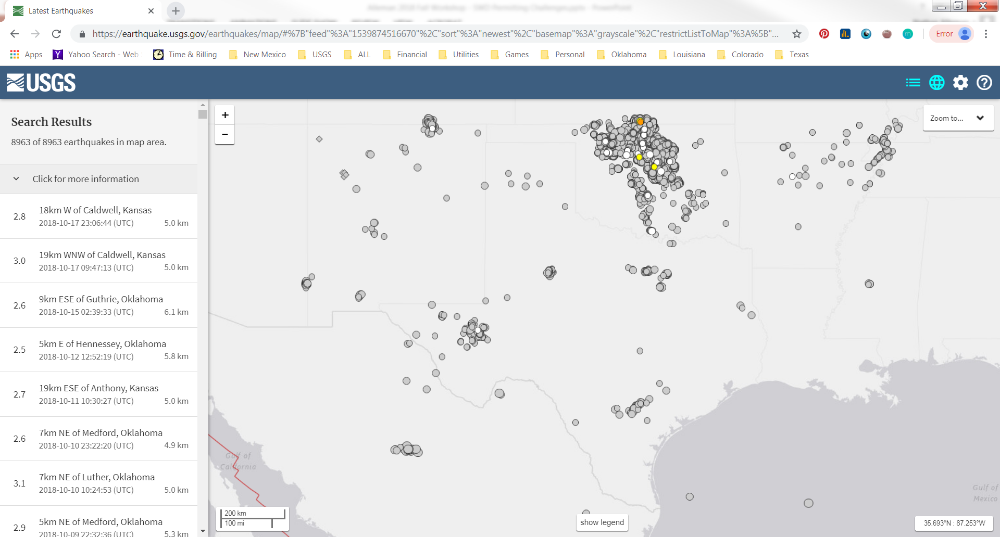 Latest Earthquakes
https://earthquake.usgs.gov/earthquakes/map/#%7B"feed"%3A"1539874516670"%2C"sort"%3A"newest"%2C"basemap"%3A"grayscale"%2C"restrictListToMap"%3A%5B"...
Error
Apps
Yahoo Search - Web
Time & Billing
New Mexico
USGS
ALL
Financial
Utilities
Games
Personal
Oklahoma
Louisiana
Colorado
Texas
USGS
Search Results
8963 of 8963 earthquakes in map area.
Click for more information
2.8
18km W of Caldwell, Kansas
2018-10-17 23:06:44 (UTC) 5.0 km
3.0
19km WNW of Caldwell, Kansas
2018-10-17 09:47:13 (UTC) 5.0 km
2.6
9km ESE of Guthrie, Oklahoma
2018-10-15 02:39:33 (UTC) 6.1 km
2.5
5km E of Hennessey, Oklahoma
2018-10-12 12:52:19 (UTC) 5.8 km
2.7
19km ESE of Anthony, Kansas
2018-10-11 10:30:27 (UTC) 5.0 km
2.6
7km NE of Medford, Oklahoma
2018-10-10 23:22:20 (UTC) 4.9 km
3.1
7km NE of Luther, Oklahoma
2018-10-10 10:24:53 (UTC) 5.0 km
2.9
5km NE of Medford, Oklahoma
2018-10-09 22:32:36 (UTC) 5.3 km
+
−
Zoom to...
Gulf of
California
200 km
100 mi
show legend
Gulf of
Mexico
35.693°N : 87.253°W